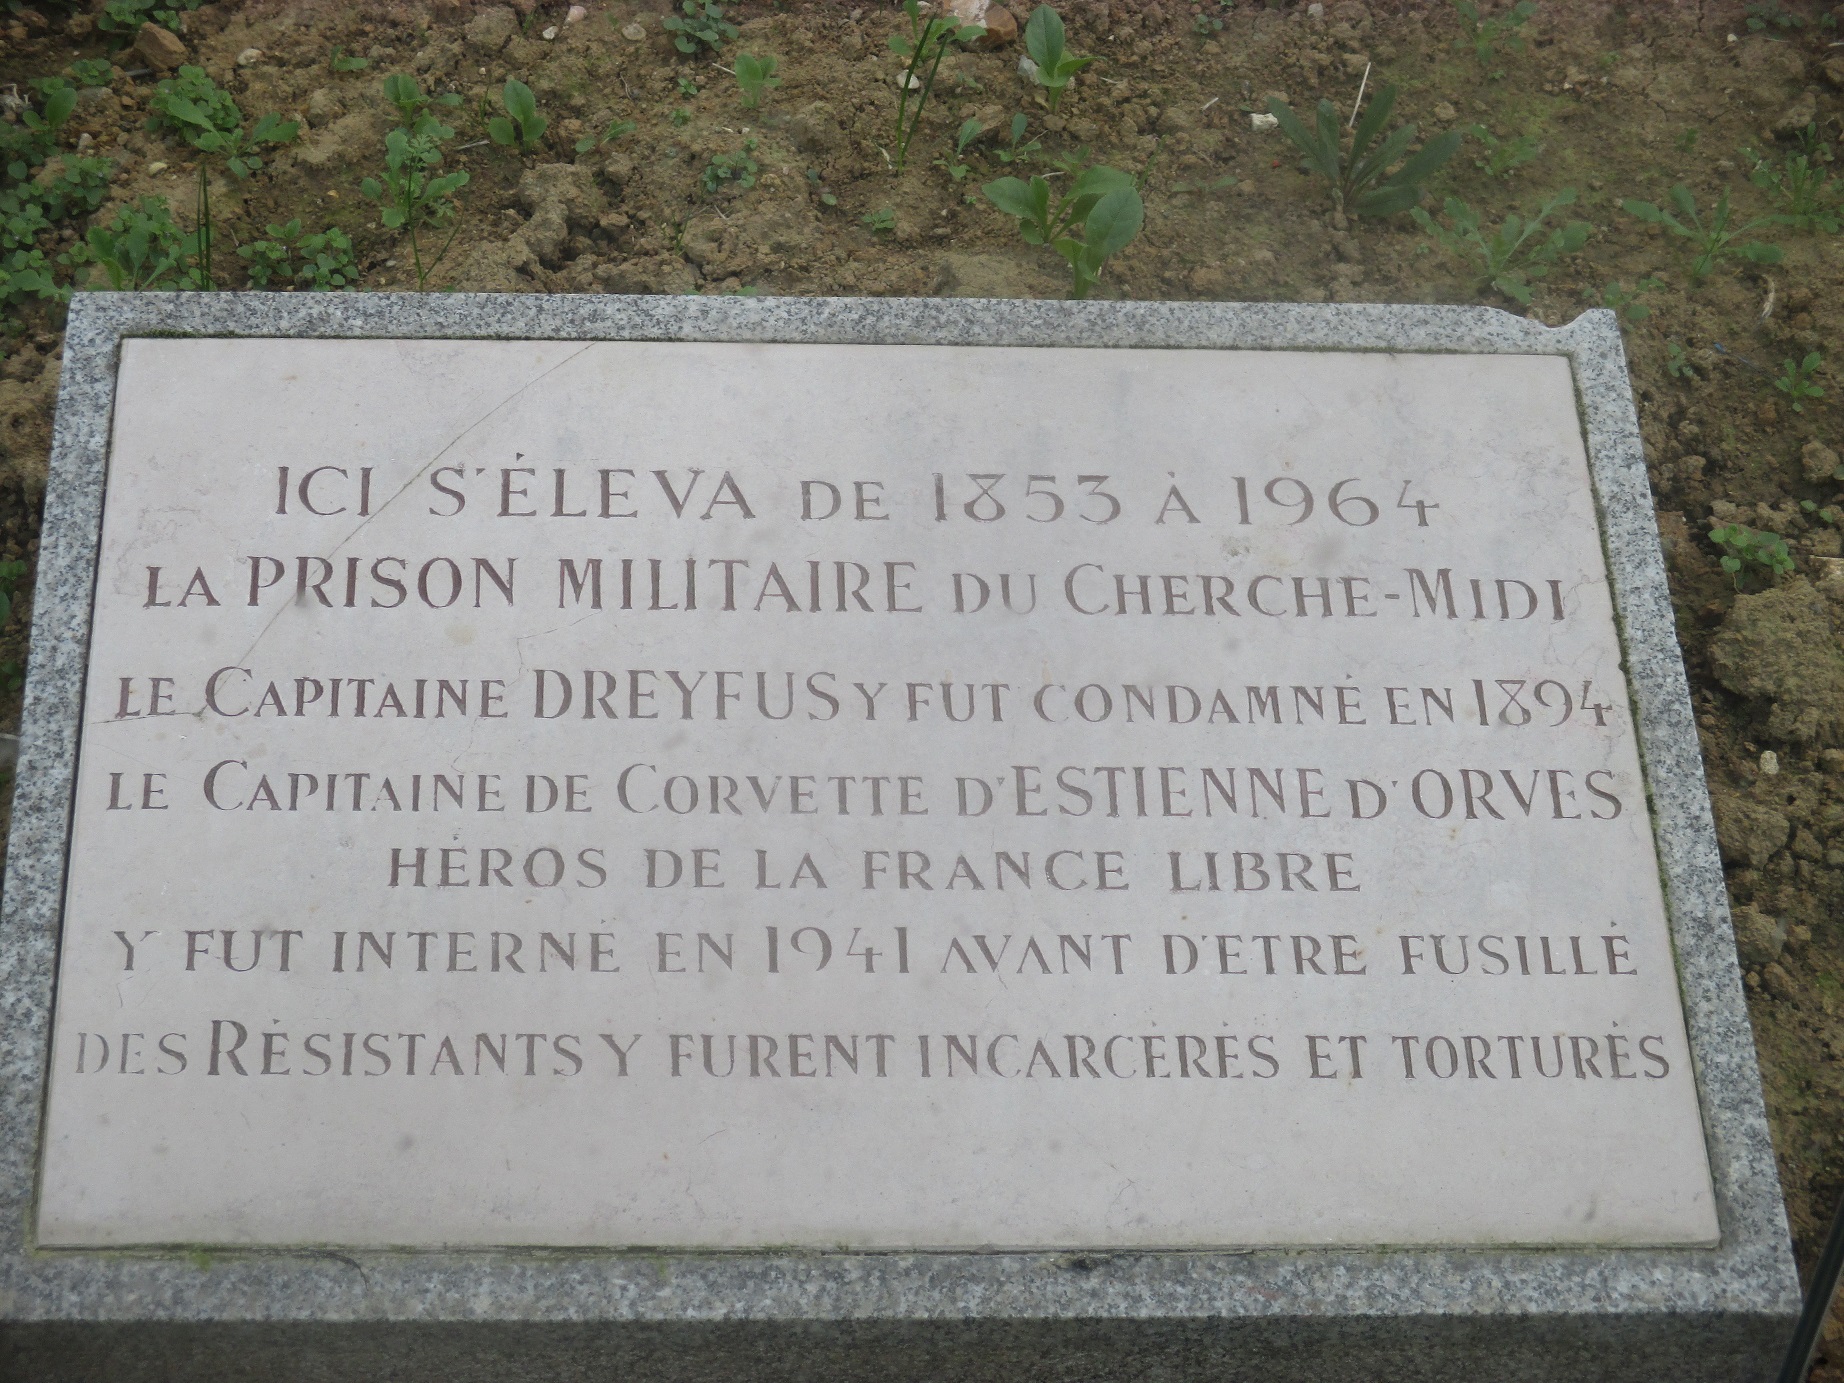 ICI S'ÉLEVA DE 1853 À 1964
LA PRISON MILITAIRE DU CHERCHE-MIDI
LE CAPITAINE DREYFUS Y FUT CONDAMNÉ EN 1894
LE CAPITAINE DE CORVETTE D'ESTIENNE D'ORVES
HÉROS DE LA FRANCE LIBRE
Y FUT INTERNÉ EN 1941 AVANT D'ETRE FUSILLÉ
DES RÉSISTANTS Y FURENT INCARCÉRÉS ET TORTURÉS